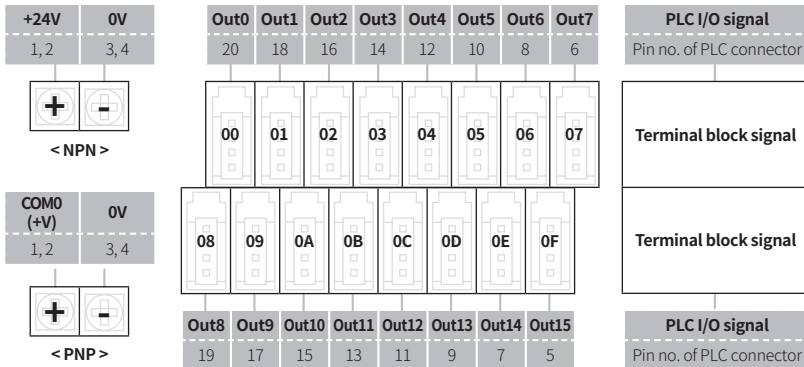 +24V 0V Out0 Out1 Out2 Out3 Out4 Out5 Out6 Out7 PLC I/O signal
1, 2 3, 4 20 18 16 14 12 10 8 6 Pin no. of PLC connector
+ - 00 01 02 03 04 05 06 07 Terminal block signal
< NPN >
COM0
(+V) 0V
1, 2 3, 4 08 09 0A 0B 0C 0D 0E 0F Terminal block signal
+ - Out8 Out9 Out10 Out11 Out12 Out13 Out14 Out15 PLC I/O signal
< PNP > 19 17 15 13 11 9 7 5 Pin no. of PLC connector